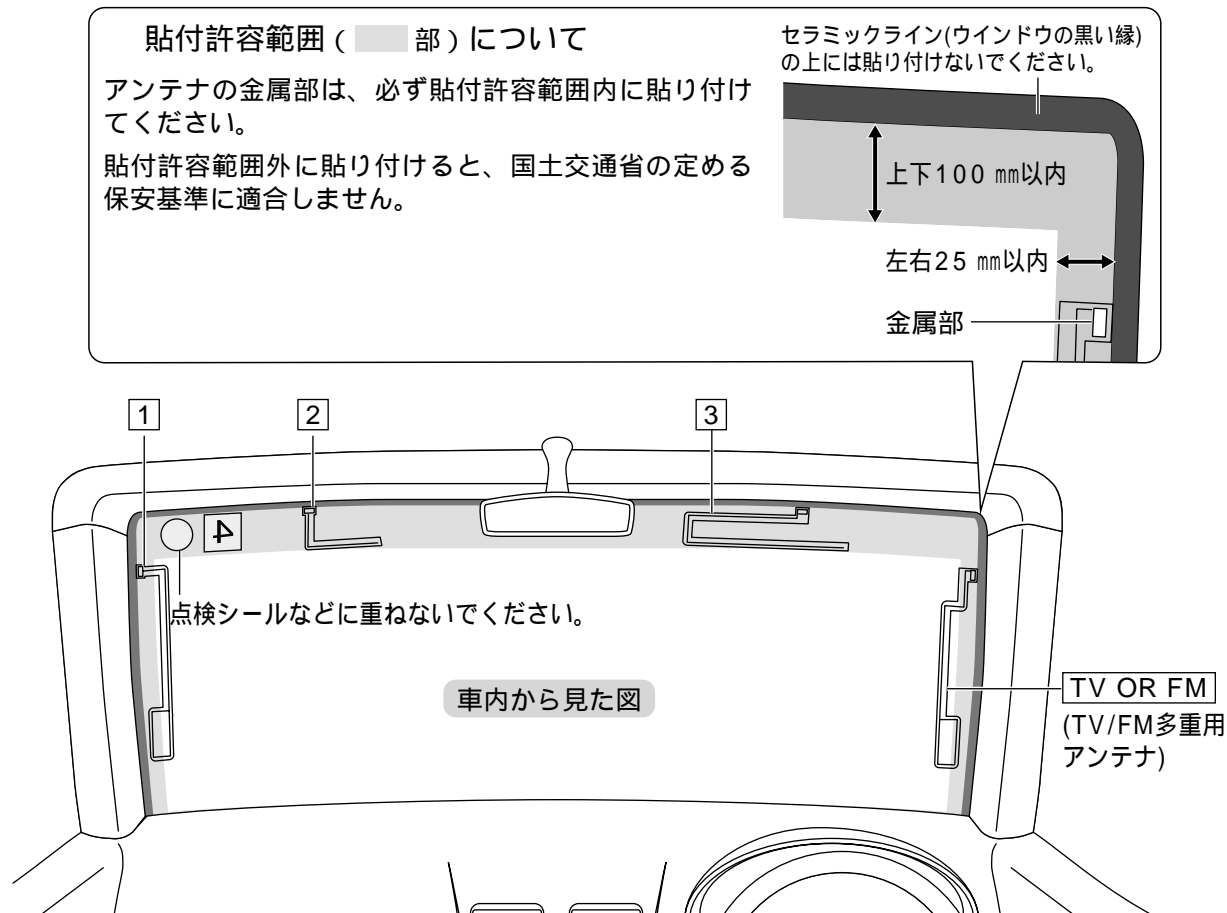 貼付許容範囲(　部)について
アンテナの金属部は、必ず貼付許容範囲内に貼り付け
てください。
貼付許容範囲外に貼り付けると、国土交通省の定める
保安基準に適合しません。
セラミックライン(ウインドウの黒い縁)
の上には貼り付けないでください。
上下100 ㎜以内
左右25 ㎜以内
金属部
1
2
3
4
点検シールなどに重ねないでください。
車内から見た図
TV OR FM
(TV/FM多重用
アンテナ)